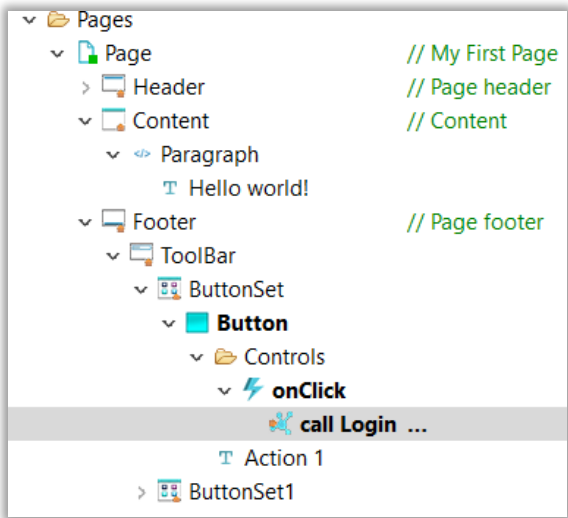 Pages
Page // My First Page
Header // Page header
Content // Content
Paragraph
T Hello world!
Footer // Page footer
ToolBar
ButtonSet
Button
Controls
onClick
call Login ...
T Action 1
ButtonSet1